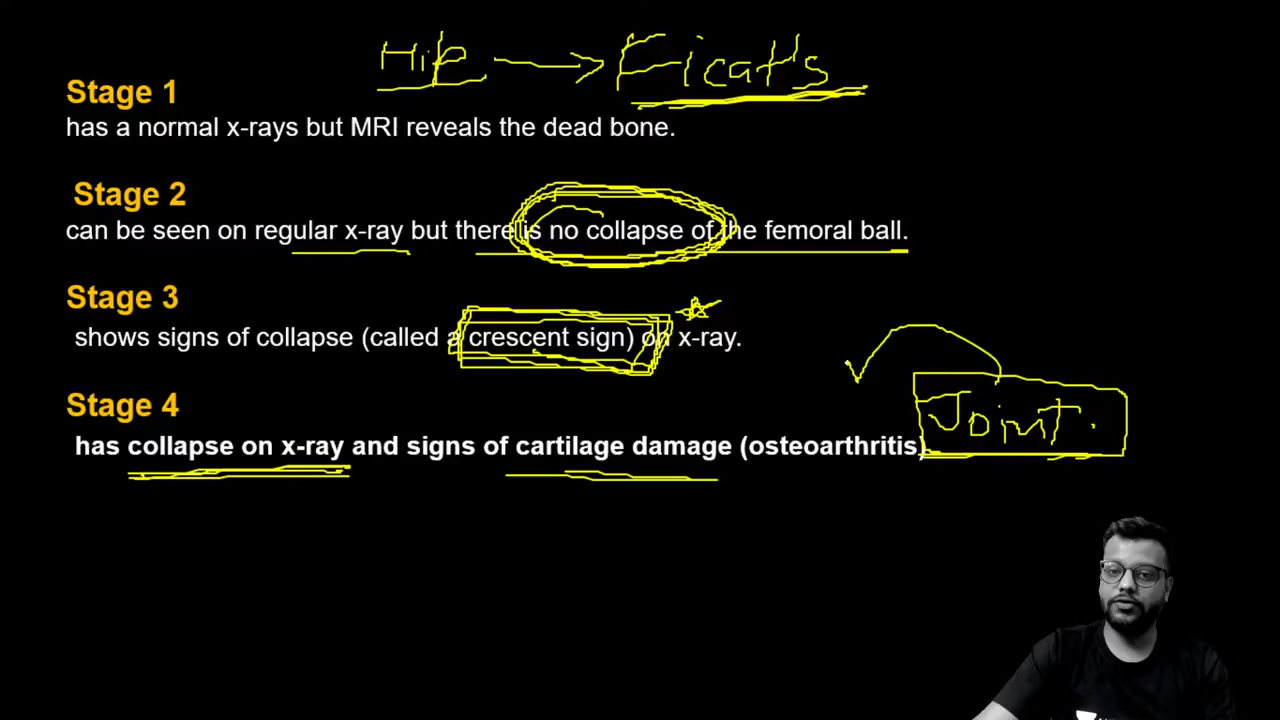 Hip → Ficat's
Stage 1
has a normal x-rays but MRI reveals the dead bone.
Stage 2
can be seen on regular x-ray but there is no collapse of the femoral ball.
Stage 3
shows signs of collapse (called a crescent sign) on x-ray.
Stage 4
has collapse on x-ray and signs of cartilage damage (osteoarthritis)
Joint.